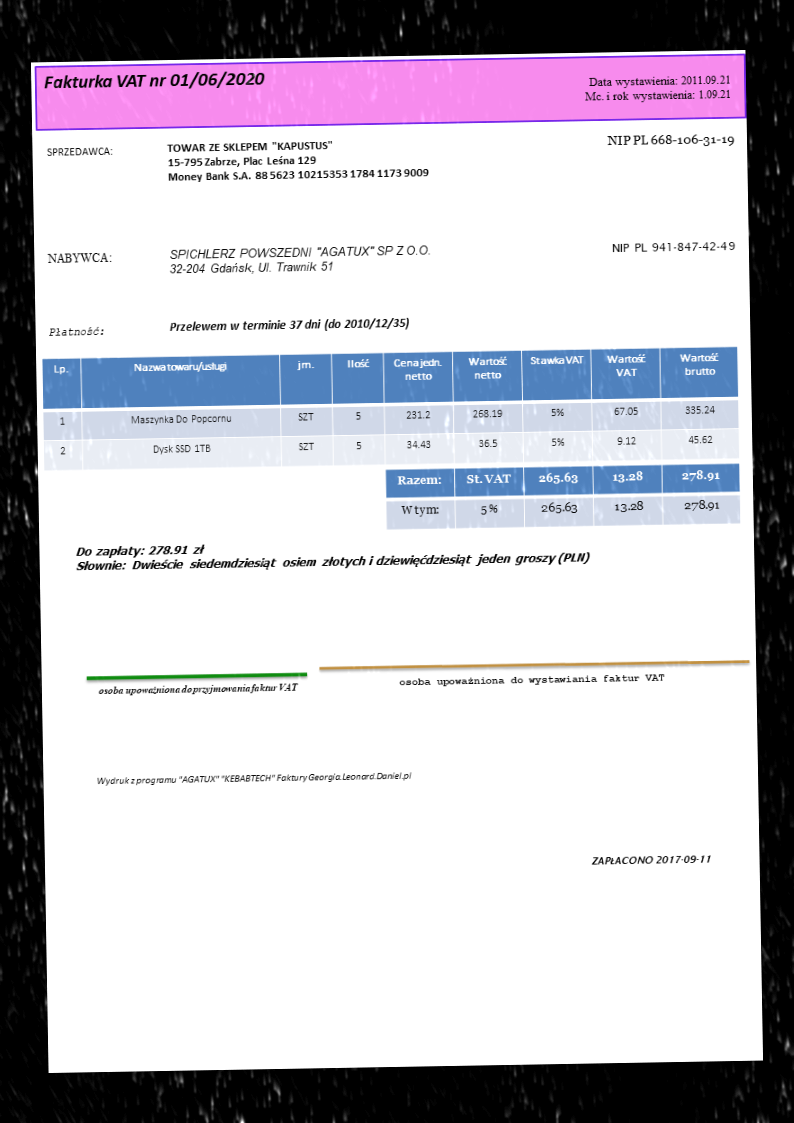 Fakturka VAT nr 01/06/2020
Data wystawienia: 2011.09.21
Mc. i rok wystawienia: 1.09.21
SPRZEDAWCA:
TOWAR ZE SKLEPEM "KAPUSTUS"
15-795 Zabrze, Plac Leśna 129
Money Bank S.A. 88 5623 10215353 1784 1173 9009
NIP PL 668-106-31-19
NABYWCA:
SPICHLERZ POWSZEDNI "AGATUX" SP Z O.O.
32-204 Gdańsk, Ul. Trawnik 51
NIP PL 941-847-42-49
Płatność:
Przelewem w terminie 37 dni (do 2010/12/35)
Lp. Nazwa towaru/usługi jm. Ilość Cena jedn. netto Wartość netto Stawka VAT Wartość VAT Wartość brutto
1 Maszynka Do Popcornu SZT 5 231.2 268.19 5% 67.05 335.24
2 Dysk SSD 1TB SZT 5 34.43 36.5 5% 9.12 45.62
Razem: St. VAT 265.63 13.28 278.91
W tym: 5 % 265.63 13.28 278.91
Do zapłaty: 278.91 zł
Słownie: Dwieście siedemdziesiąt osiem złotych i dziewięćdziesiąt jeden groszy (PLN)
osoba upoważniona do przyjmowania faktur VAT
osoba upoważniona do wystawiania faktur VAT
Wydruk z programu "AGATUX" "KEBABTECH" Faktury Georgia.Leonard.Daniel.pl
ZAPŁACONO 2017-09-11